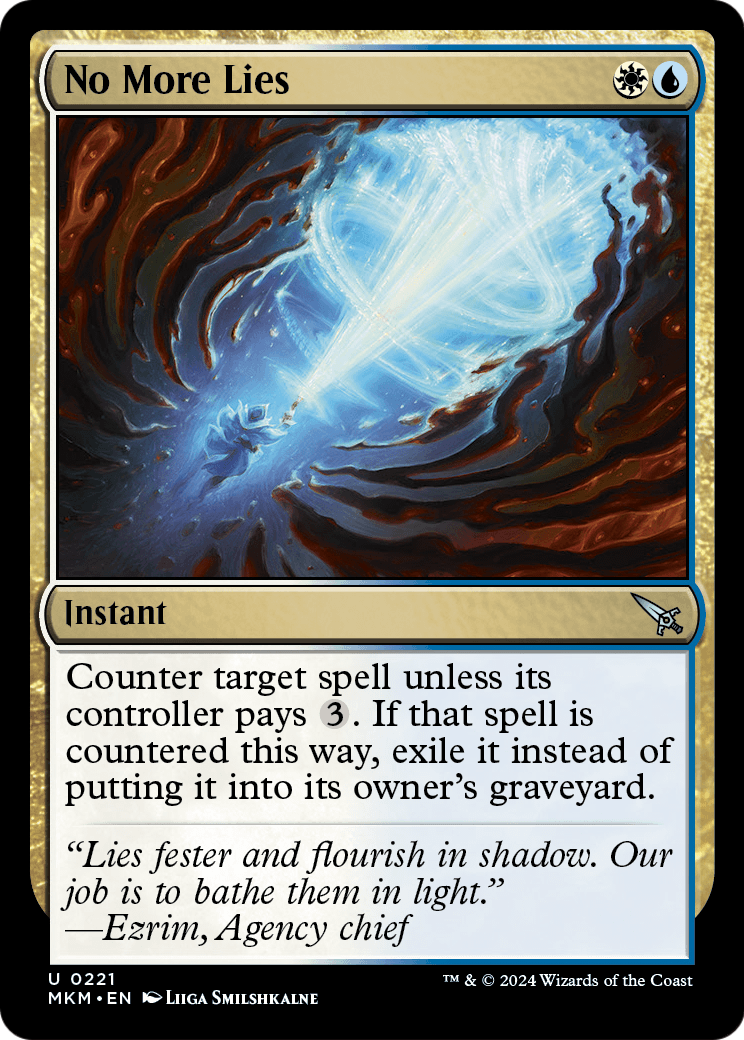 No More Lies
Instant
Counter target spell unless its
controller pays 3. If that spell is
countered this way, exile it instead of
putting it into its owner’s graveyard.
“Lies fester and flourish in shadow. Our
job is to bathe them in light.”
—Ezrim, Agency chief
U 0221
MKM • EN Liiga Smilshkalne
™ & © 2024 Wizards of the Coast